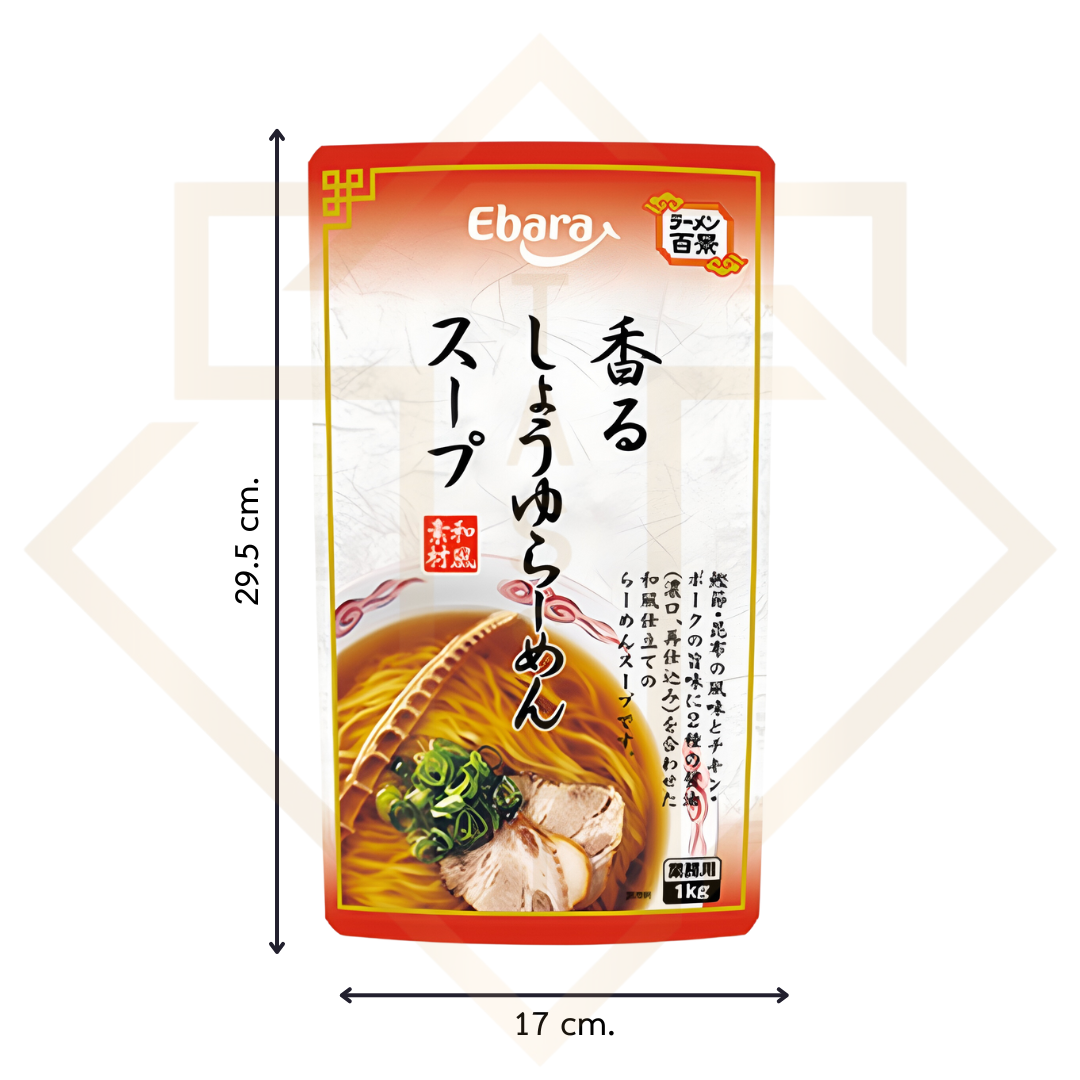 Ebara
ラーメン
百景
香る
しょうゆらーめん
スープ
和風
素材
鰹節・昆布の風味とチキン・
ポークの旨味に2種の醤油
(濃口、再仕込み)を合わせた
和風仕立ての
らーめんスープです。
業務用
1kg
29.5 cm.
17 cm.